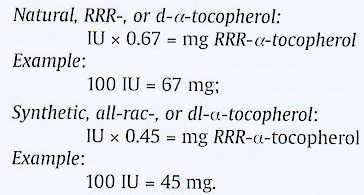 Natural, RRR-, or d-α-tocopherol:
IU × 0.67 = mg RRR-α-tocopherol
Example:
100 IU = 67 mg;
Synthetic, all-rac-, or dl-α-tocopherol:
IU × 0.45 = mg RRR-α-tocopherol
Example:
100 IU = 45 mg.